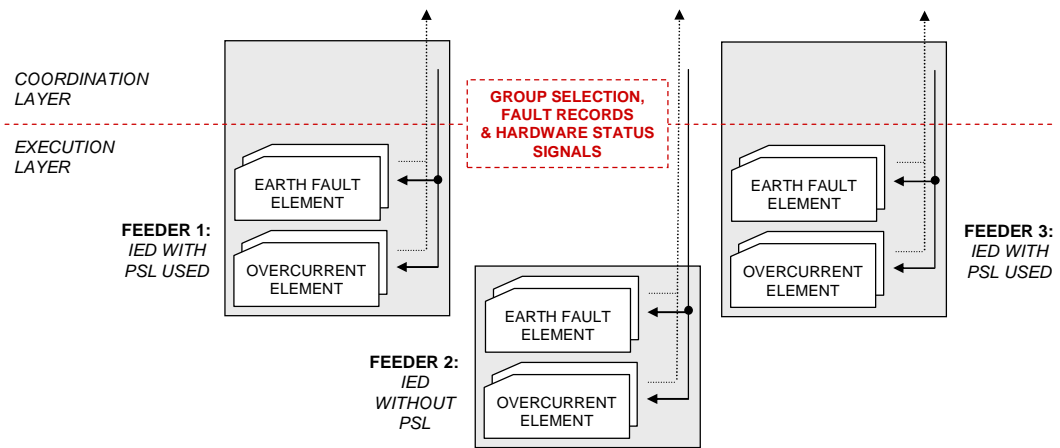 COORDINATION
LAYER
GROUP SELECTION,
FAULT RECORDS
& HARDWARE STATUS
SIGNALS
EXECUTION
LAYER
EARTH FAULT
ELEMENT
FEEDER 1:
IED WITH
PSL USED
OVERCURRENT
ELEMENT
EARTH FAULT
ELEMENT
FEEDER 3:
IED WITH
PSL USED
OVERCURRENT
ELEMENT
EARTH FAULT
ELEMENT
FEEDER 2:
IED
WITHOUT
PSL
OVERCURRENT
ELEMENT